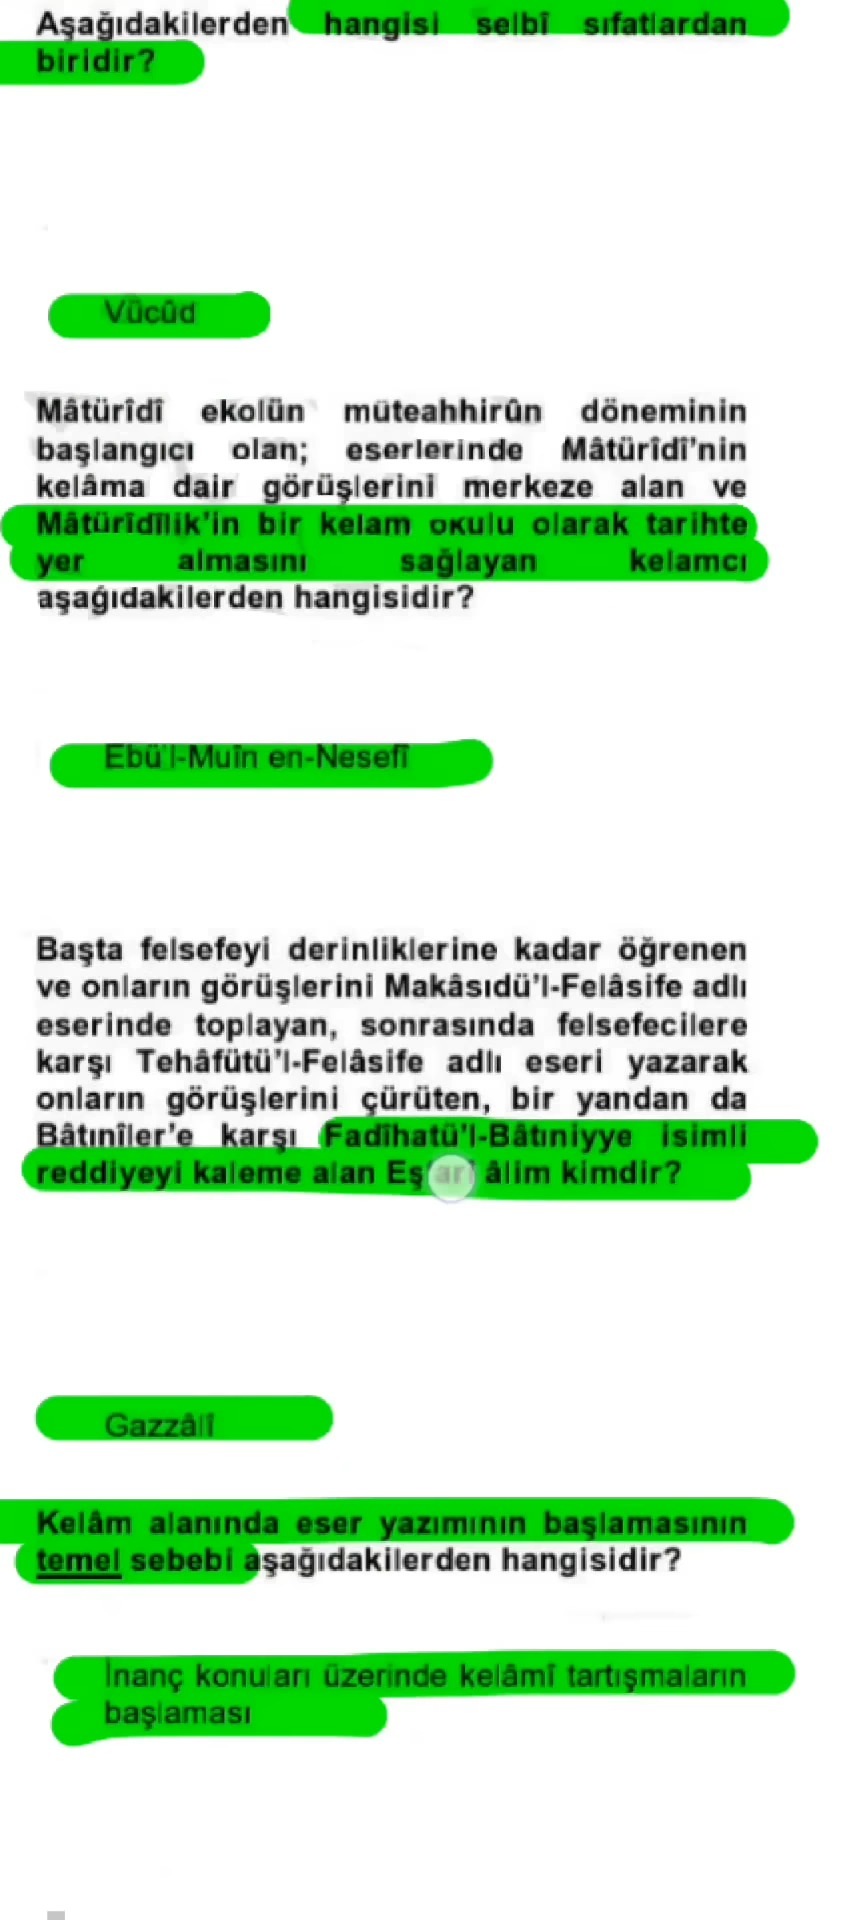 Aşağıdakilerden hangisi selbî sıfatlardan
biridir?
Vücûd
Mâtürîdî ekolün müteahhirûn döneminin
başlangıcı olan; eserlerinde Mâtürîdî’nin
kelâma dair görüşlerini merkeze alan ve
Mâtürîdîlik’in bir kelam okulu olarak tarihte
yer almasını sağlayan kelamcı
aşağıdakilerden hangisidir?
Ebü’l-Muîn en-Nesefî
Başta felsefeyi derinliklerine kadar öğrenen
ve onların görüşlerini Makâsıdü’l-Felâsife adlı
eserinde toplayan, sonrasında felsefecilere
karşı Tehâfütü’l-Felâsife adlı eseri yazarak
onların görüşlerini çürüten, bir yandan da
Bâtınîler’e karşı Fadîhatü’l-Bâtıniyye isimli
reddiyeyi kaleme alan Eş’arî âlim kimdir?
Gazzâlî
Kelâm alanında eser yazımının başlamasının
temel sebebi aşağıdakilerden hangisidir?
İnanç konuları üzerinde kelâmî tartışmaların
başlaması